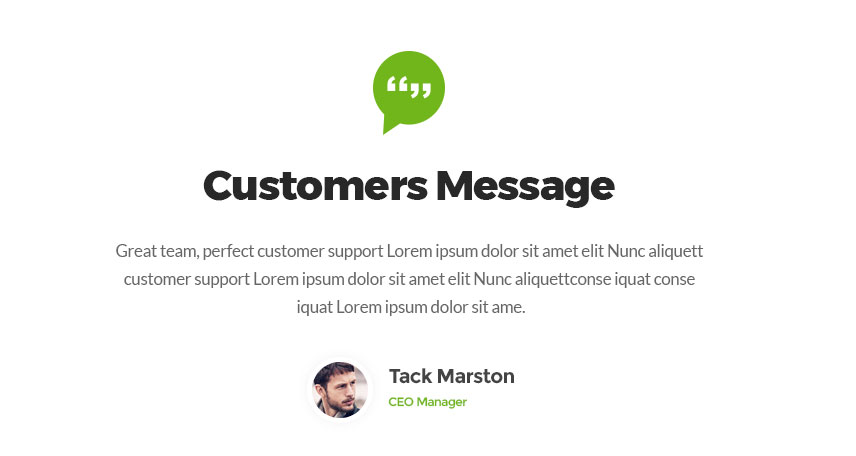 Customers Message
Great team, perfect customer support Lorem ipsum dolor sit amet elit Nunc aliquett
customer support Lorem ipsum dolor sit amet elit Nunc aliquettconse iquat conse
iquat Lorem ipsum dolor sit ame.
Tack Marston
CEO Manager